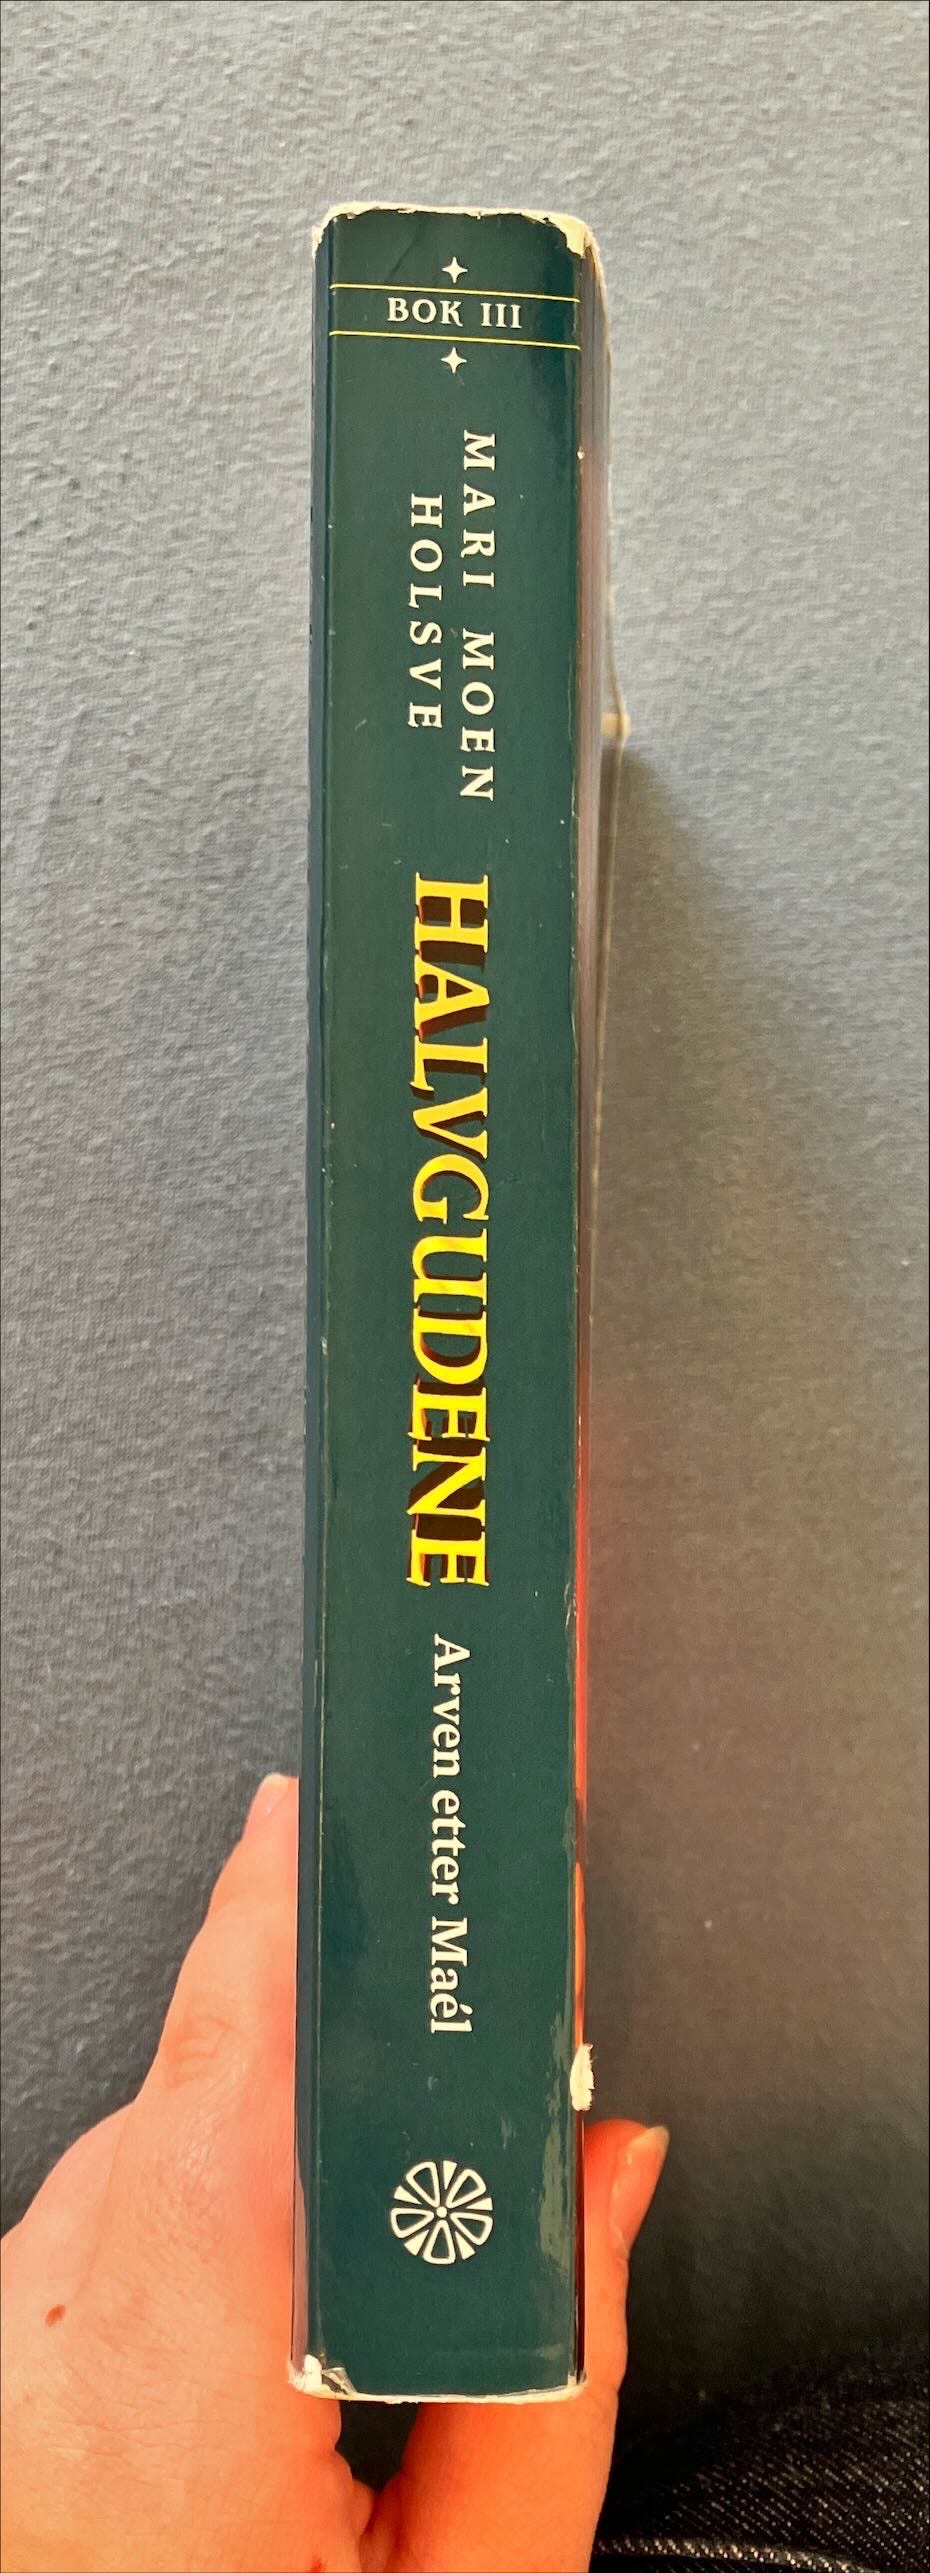 BOK III
MARI MOEN
HOLSVE
HALVGUDENE
Arven etter Maél